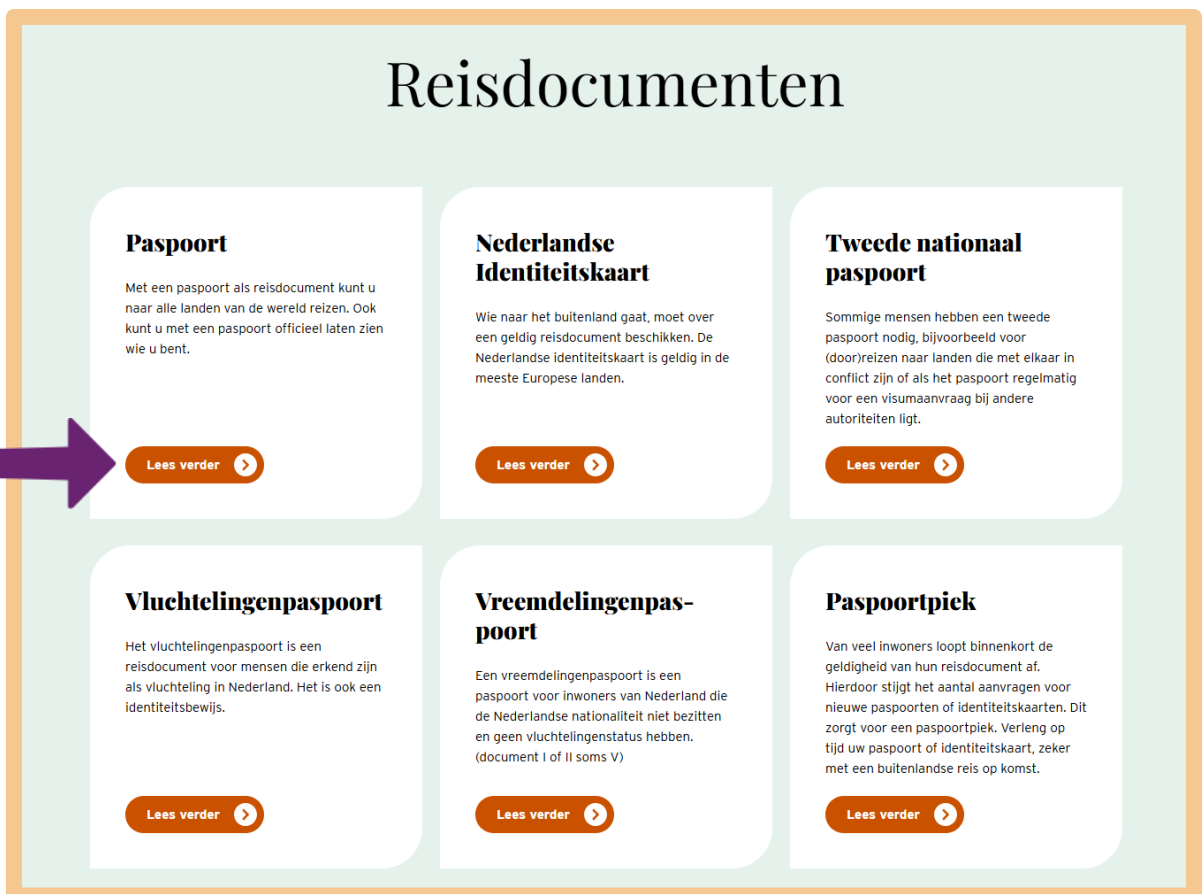 Reisdocumenten
Paspoort
Met een paspoort als reisdocument kunt u
naar alle landen van de wereld reizen. Ook
kunt u met een paspoort officieel laten zien
wie u bent.
Lees verder
Nederlandse
Identiteitskaart
Wie naar het buitenland gaat, moet over
een geldig reisdocument beschikken. De
Nederlandse identiteitskaart is geldig in de
meeste Europese landen.
Lees verder
Tweede nationaal
paspoort
Sommige mensen hebben een tweede
paspoort nodig, bijvoorbeeld voor
(door)reizen naar landen die met elkaar in
conflict zijn of als het paspoort regelmatig
voor een visumaanvraag bij andere
autoriteiten ligt.
Lees verder
Vluchtelingenpaspoort
Het vluchtelingenpaspoort is een
reisdocument voor mensen die erkend zijn
als vluchteling in Nederland. Het is ook een
identiteitsbewijs.
Lees verder
Vreemdelingenpas-
poort
Een vreemdelingenpaspoort is een
paspoort voor inwoners van Nederland die
de Nederlandse nationaliteit niet bezitten
en geen vluchtelingenstatus hebben.
(document I of II soms V)
Lees verder
Paspoortpiek
Van veel inwoners loopt binnenkort de
geldigheid van hun reisdocument af.
Hierdoor stijgt het aantal aanvragen voor
nieuwe paspoorten of identiteitskaarten. Dit
zorgt voor een paspoortpiek. Verleng op
tijd uw paspoort of identiteitskaart, zeker
met een buitenlandse reis op komst.
Lees verder